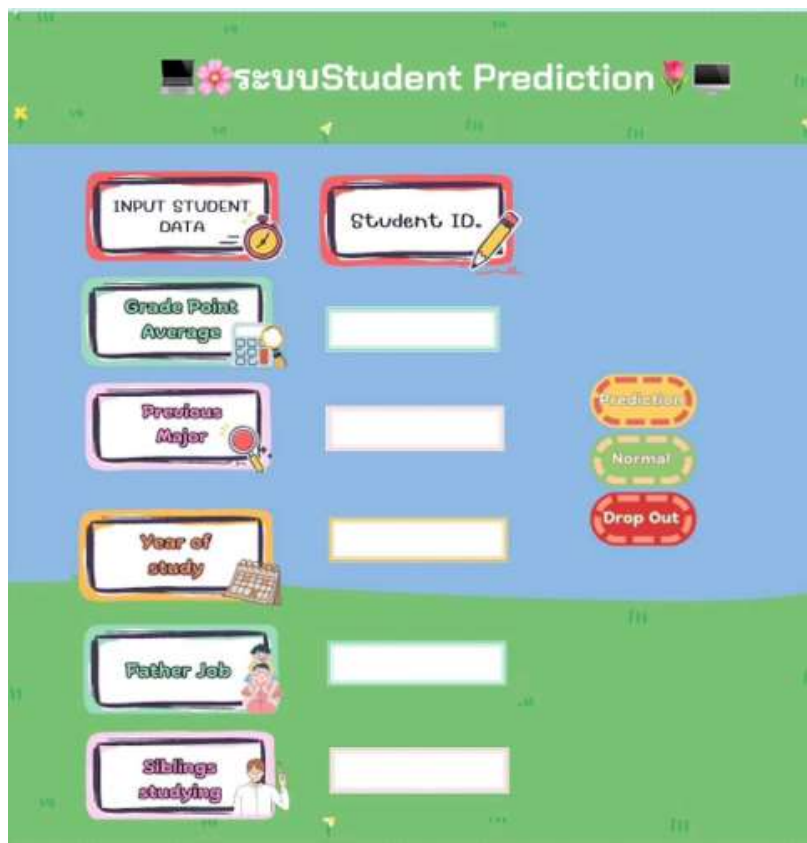 ระบบStudent Prediction
INPUT STUDENT
DATA
Student ID.
Grade Point
Average
Previous
Major
Prediction
Normal
Drop Out
Year of
study
Father Job
Siblings
studying